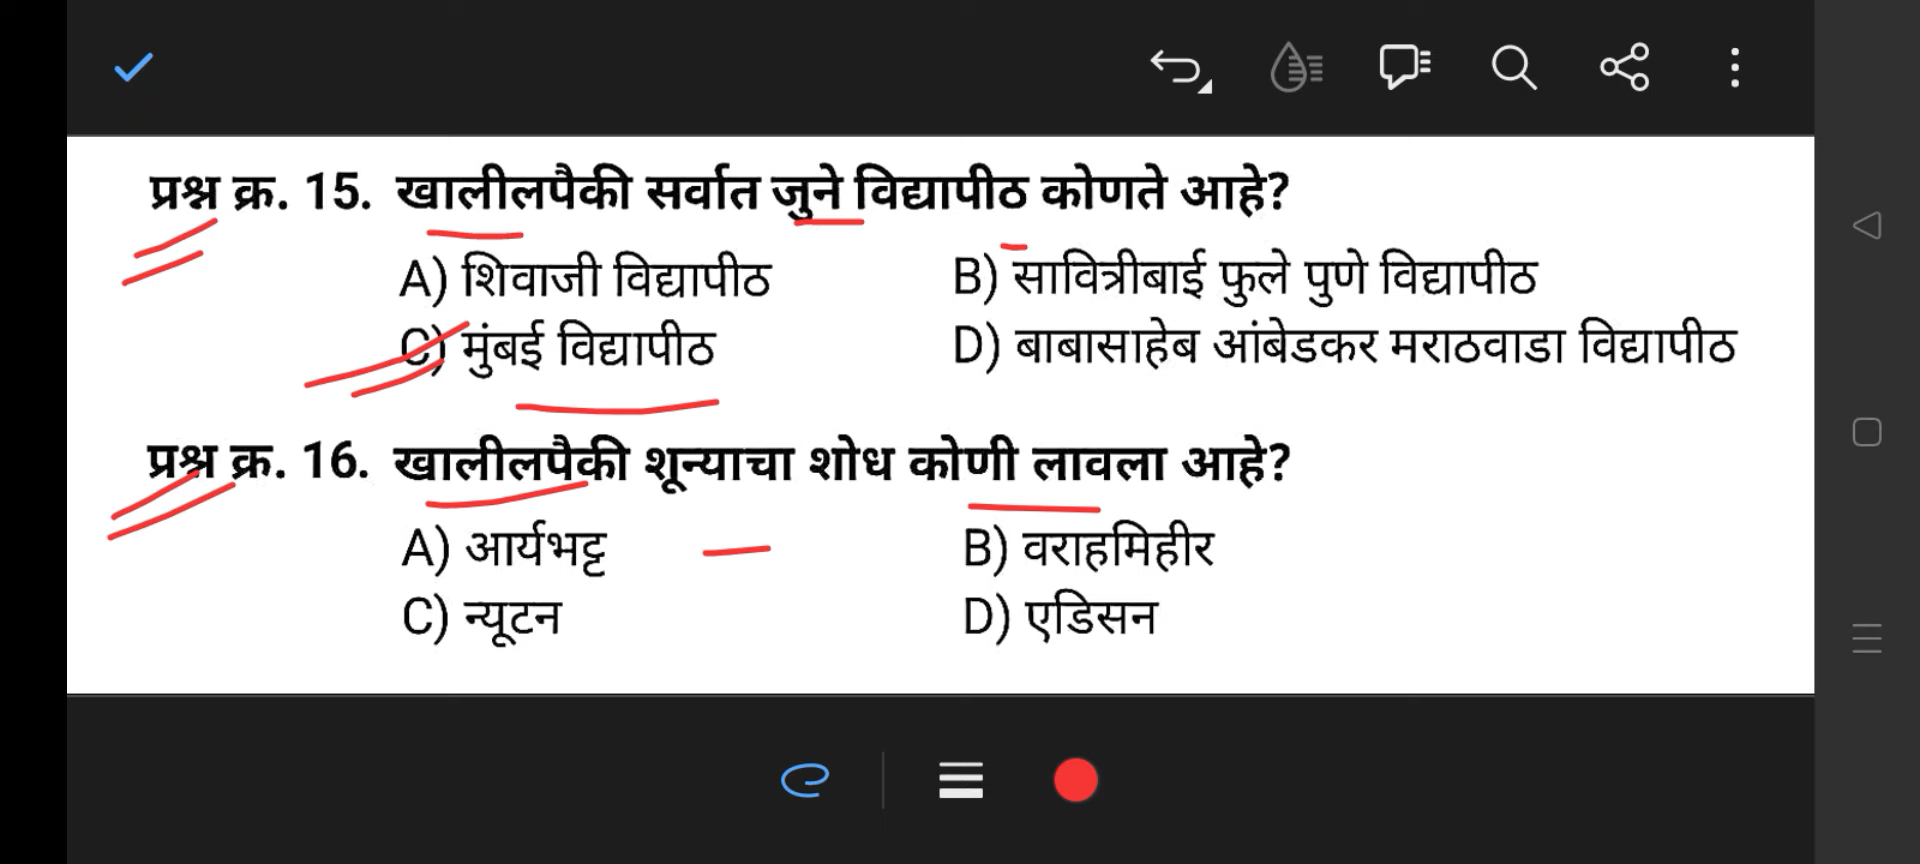 प्रश्न क्र. 15. खालीलपैकी सर्वात जुने विद्यापीठ कोणते आहे?
A) शिवाजी विद्यापीठ B) सावित्रीबाई फुले पुणे विद्यापीठ
C) मुंबई विद्यापीठ D) बाबासाहेब आंबेडकर मराठवाडा विद्यापीठ
प्रश्न क्र. 16. खालीलपैकी शून्याचा शोध कोणी लावला आहे?
A) आर्यभट्ट B) वराहमिहीर
C) न्यूटन D) एडिसन